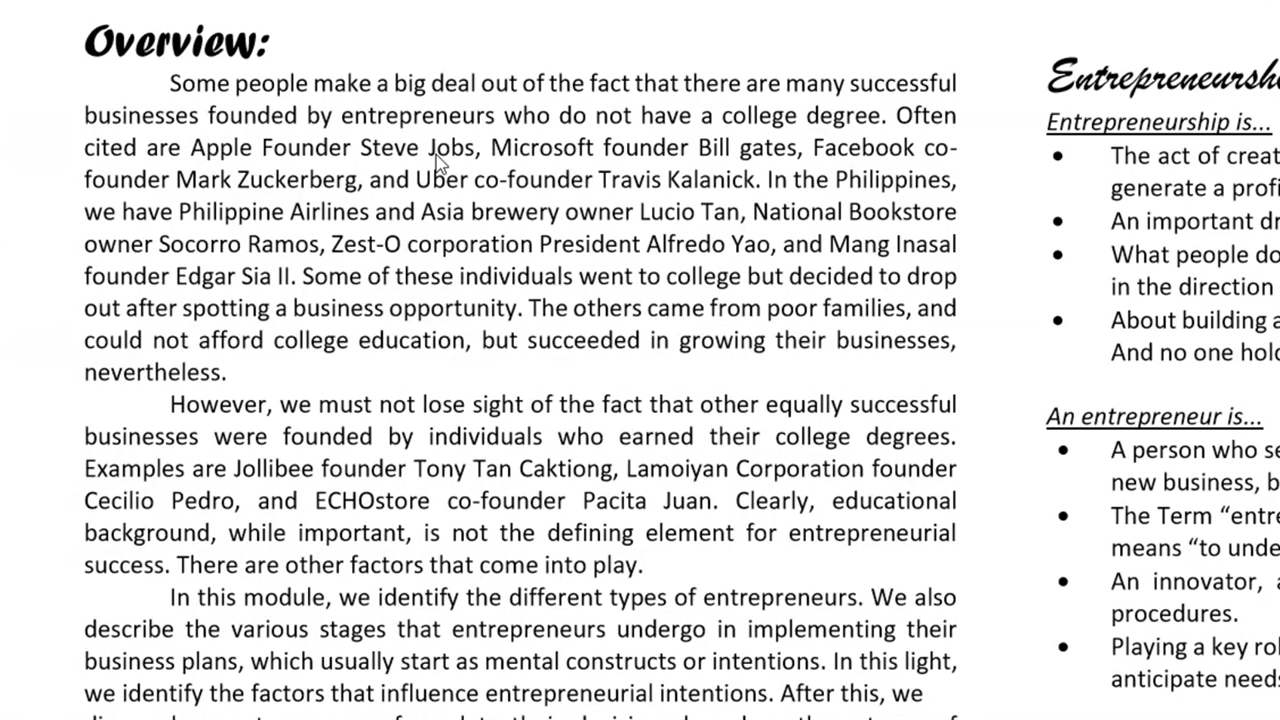 Overview:
Some people make a big deal out of the fact that there are many successful
businesses founded by entrepreneurs who do not have a college degree. Often
cited are Apple Founder Steve Jobs, Microsoft founder Bill gates, Facebook co-
founder Mark Zuckerberg, and Uber co-founder Travis Kalanick. In the Philippines,
we have Philippine Airlines and Asia brewery owner Lucio Tan, National Bookstore
owner Socorro Ramos, Zest-O corporation President Alfredo Yao, and Mang Inasal
founder Edgar Sia II. Some of these individuals went to college but decided to drop
out after spotting a business opportunity. The others came from poor families, and
could not afford college education, but succeeded in growing their businesses,
nevertheless.
However, we must not lose sight of the fact that other equally successful
businesses were founded by individuals who earned their college degrees.
Examples are Jollibee founder Tony Tan Caktiong, Lamoiyan Corporation founder
Cecilio Pedro, and ECHOstore co-founder Pacita Juan. Clearly, educational
background, while important, is not the defining element for entrepreneurial
success. There are other factors that come into play.
In this module, we identify the different types of entrepreneurs. We also
describe the various stages that entrepreneurs undergo in implementing their
business plans, which usually start as mental constructs or intentions. In this light,
we identify the factors that influence entrepreneurial intentions. After this, we
Entrepreneursh
Entrepreneurship is...
• The act of creat
generate a profi
• An important dr
• What people do
in the direction
• About building a
And no one hold
An entrepreneur is...
• A person who se
new business, b
• The Term “entre
means “to unde
• An innovator, a
procedures.
• Playing a key rol
anticipate needs